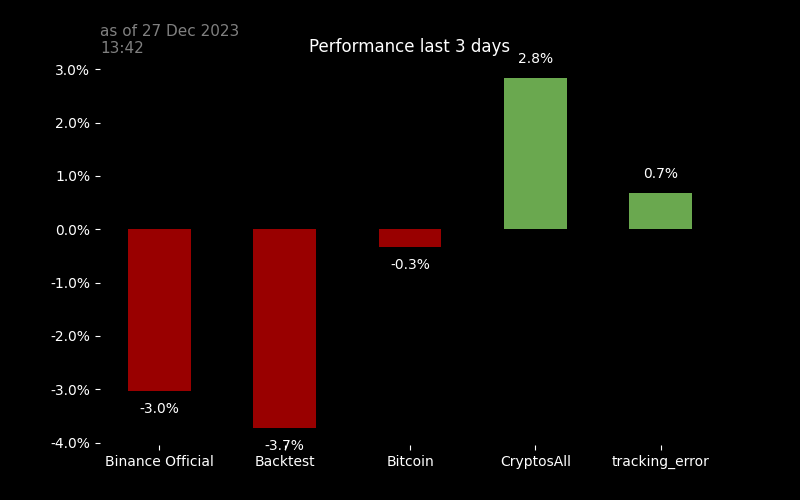 as of 27 Dec 2023
13:42
Performance last 3 days
3.0%
2.0%
1.0%
0.0%
-1.0%
-2.0%
-3.0%
-4.0%
-3.0%
-3.7%
-0.3%
2.8%
0.7%
Binance Official
Backtest
Bitcoin
CryptosAll
tracking_error